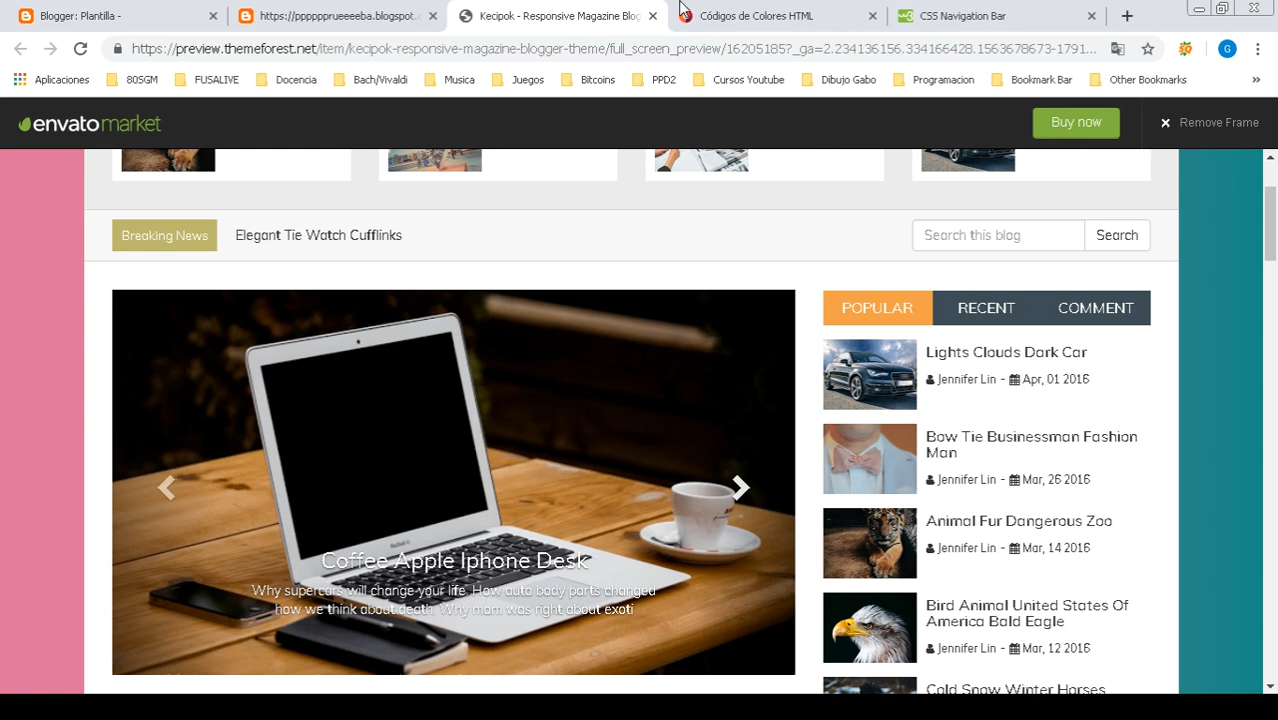 Blogger: Plantilla -
https://ppppppprueeeeba.blogspot.
Kecipok - Responsive Magazine Blog
Códigos de Colores HTML
CSS Navigation Bar
https://preview.themeforest.net/item/kecipok-responsive-magazine-blogger-theme/full_screen_preview/16205185?_ga=2.234136156.334166428.1563678673-1791...
G
Aplicaciones 80SGM FUSALIVE Docencia Bach/Vivaldi Musica Juegos Bitcoins PPD2 Cursos Youtube Dibujo Gabo Programacion Bookmark Bar Other Bookmarks »
envatomarket
Buy now
Remove Frame
Breaking News
Elegant Tie Watch Cufflinks
Search this blog
Search
Coffee Apple Iphone Desk
Why supercars will change your life. How auto body parts changed
how we think about death. Why mom was right about exoti
POPULAR RECENT COMMENT
Lights Clouds Dark Car
Jennifer Lin - Apr, 01 2016
Bow Tie Businessman Fashion
Man
Jennifer Lin - Mar, 26 2016
Animal Fur Dangerous Zoo
Jennifer Lin - Mar, 14 2016
Bird Animal United States Of
America Bald Eagle
Jennifer Lin - Mar, 12 2016
Cold Snow Winter Horses